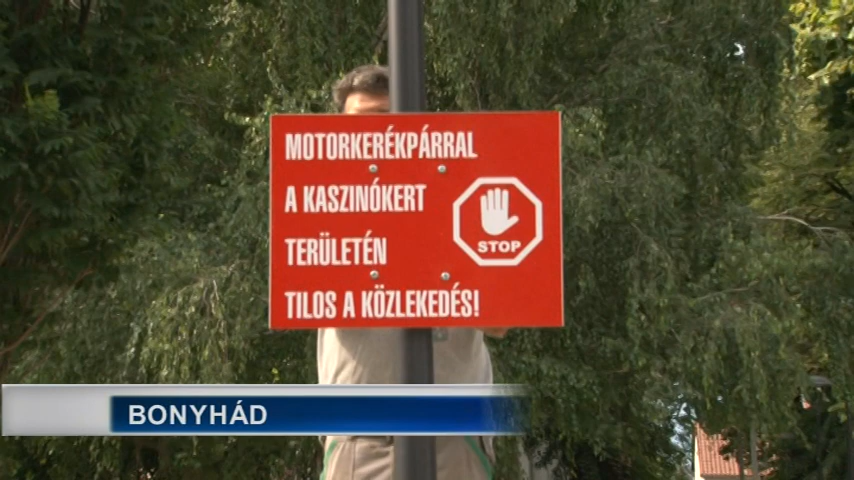 MOTORKERÉKPÁRRAL
A KASZINÓKERT
TERÜLETÉN
TILOS A KÖZLEKEDÉS!
STOP
BONYHÁD